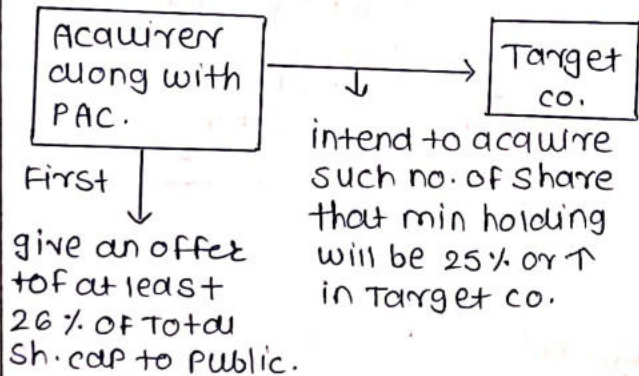 Acquirer
along with
PAC.
Target
co.
First
intend to acquire
such no. of share
that min holding
will be 25% or ↑
in Target co.
give an offer
tof at least
26% OF Total
Sh. cap to Public.